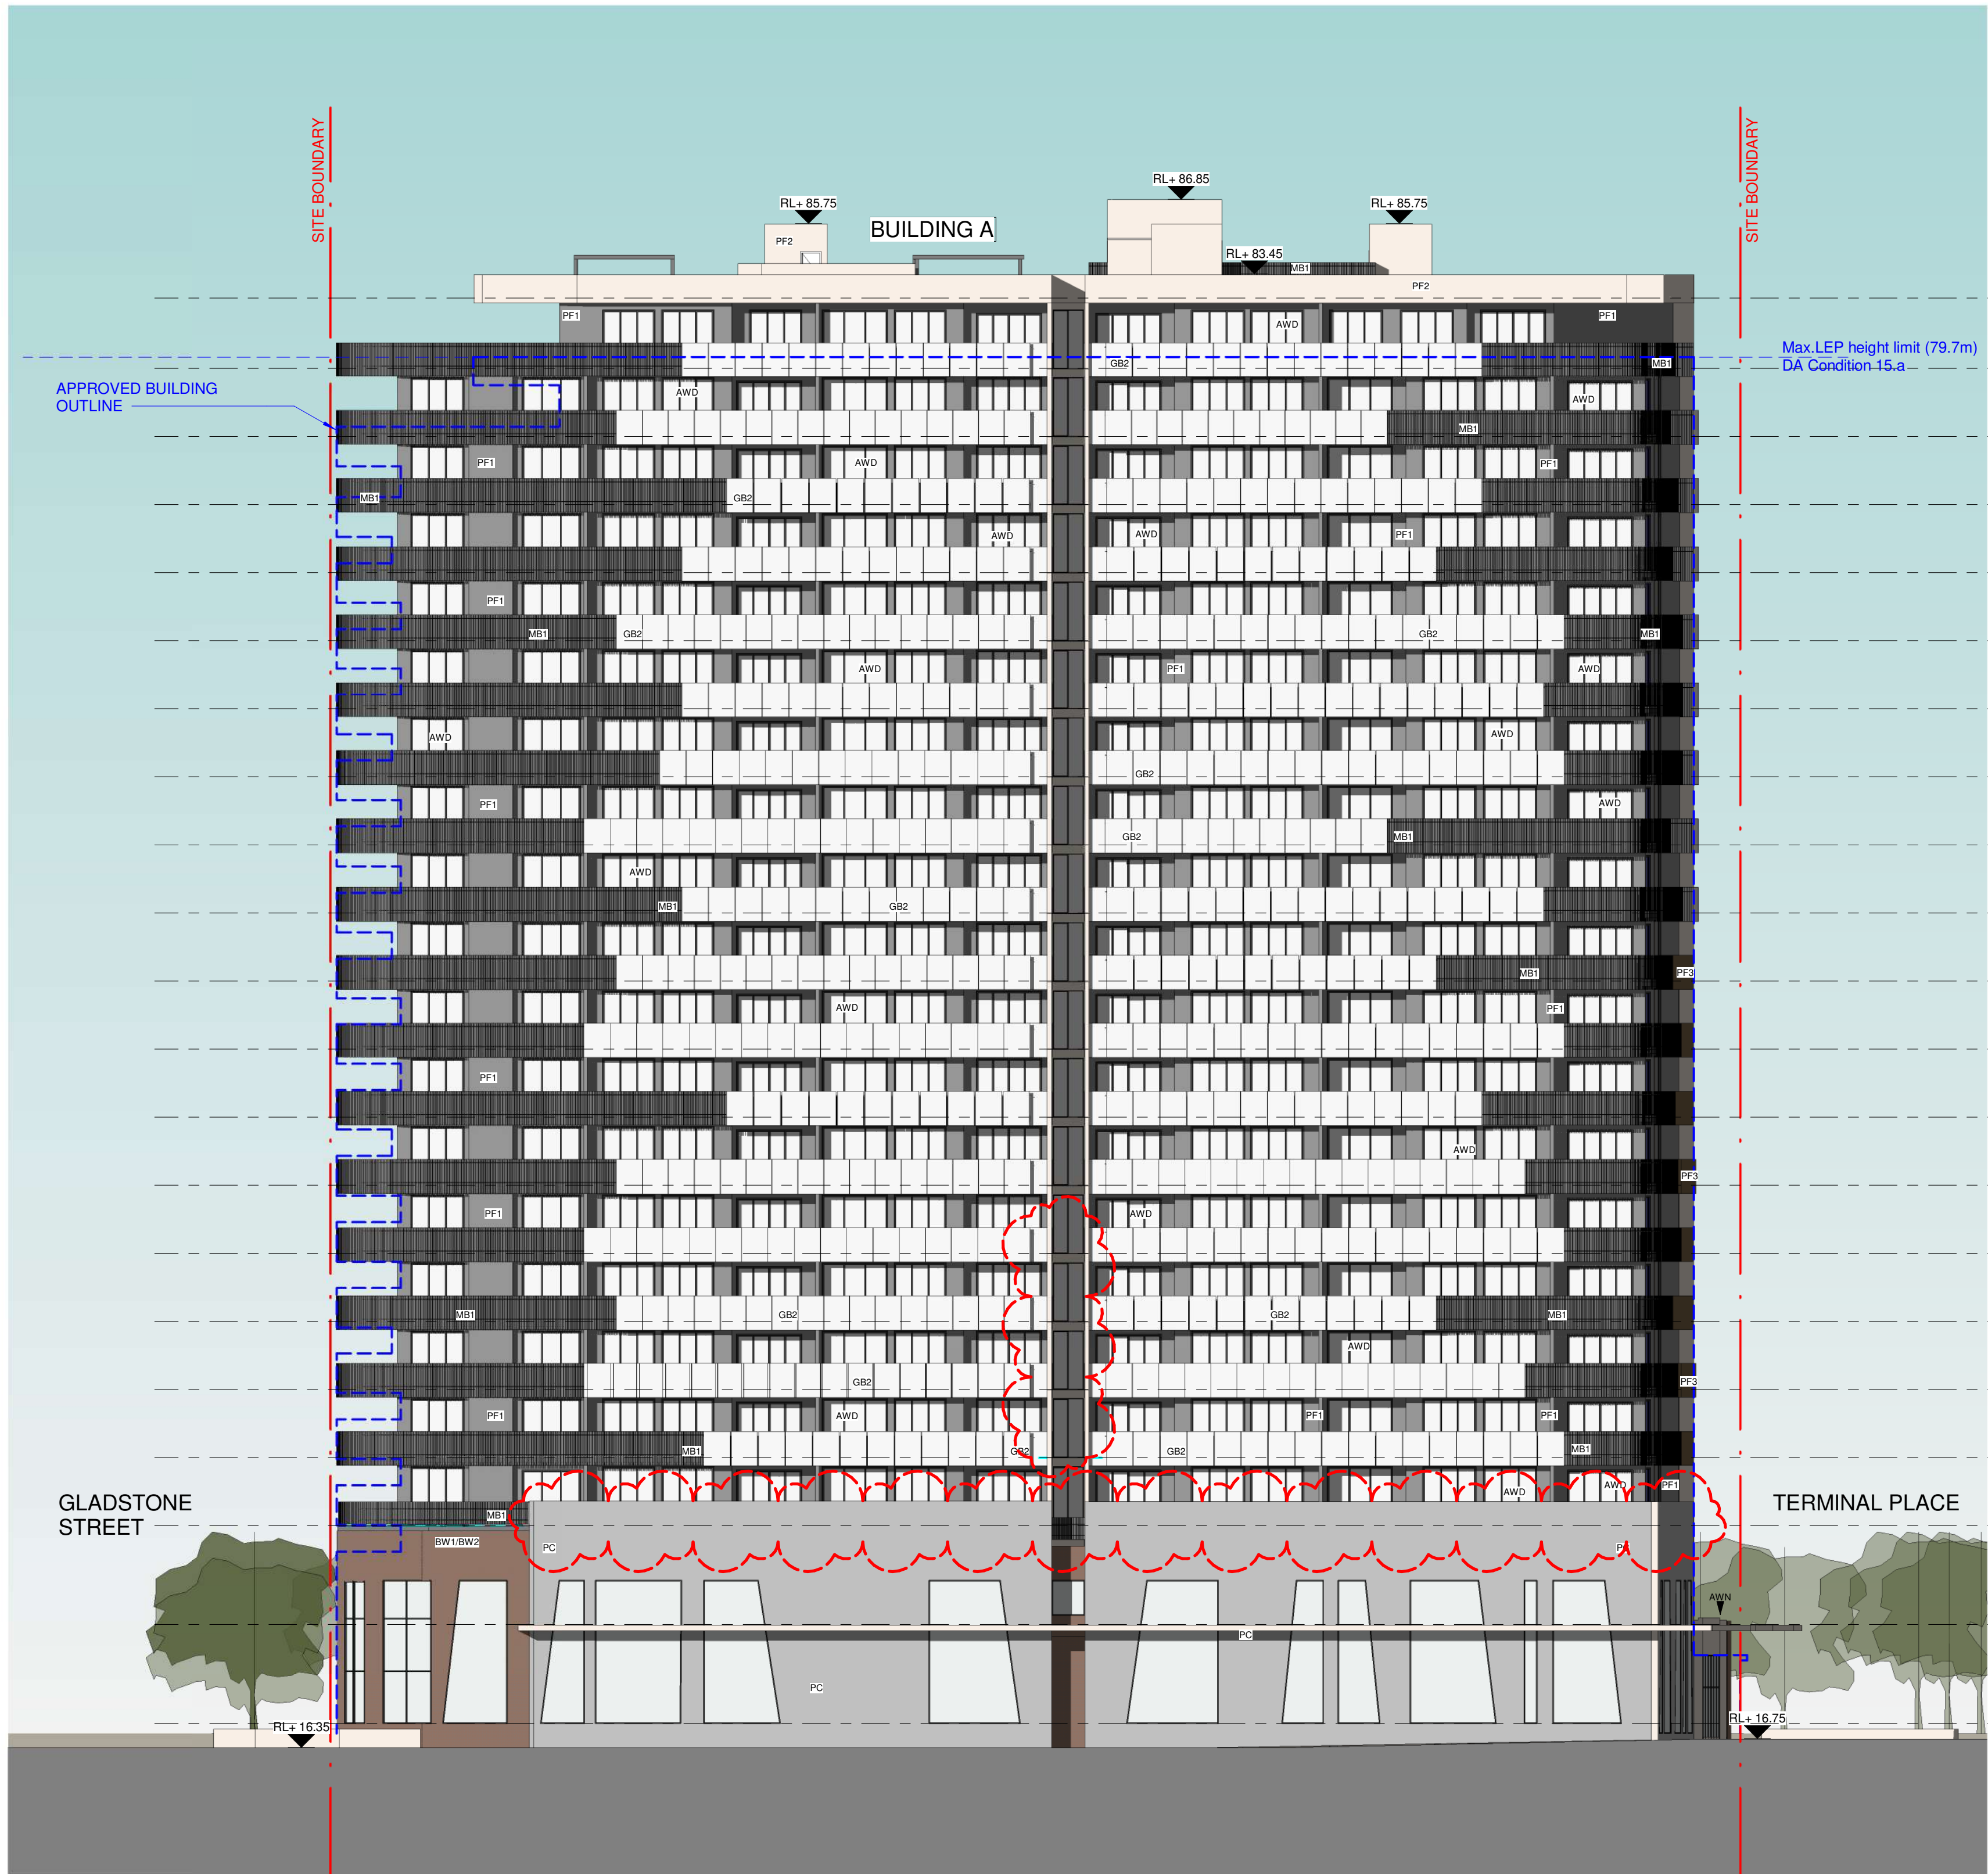 SITE BOUNDARY
SITE BOUNDARY
RL+ 86.85
RL+ 85.75
RL+ 85.75
BUILDING A
PF2
RL+ 83.45
MB1
PF2
PF1
AWD
PF1
Max.LEP height limit (79.7m)
DA Condition 15.a
GB2
MB1
APPROVED BUILDING
OUTLINE
AWD
AWD
MB1
PF1
AWD
PF1
MB1
GB2
AWD
AWD
PF1
PF1
MB1
GB2
GB2
MB1
AWD
PF1
AWD
AWD
AWD
GB2
PF1
AWD
GB2
MB1
AWD
MB1
GB2
MB1
PF3
AWD
PF1
PF1
AWD
PF3
PF1
AWD
MB1
GB2
GB2
MB1
AWD
GB2
PF3
PF1
AWD
PF1
PF1
MB1
GB2
GB2
MB1
AWD
AWD
PF1
GLADSTONE
STREET
TERMINAL PLACE
MB1
BW1/BW2
PC
PC
AWN
PC
PC
RL+ 16.35
RL+ 16.75